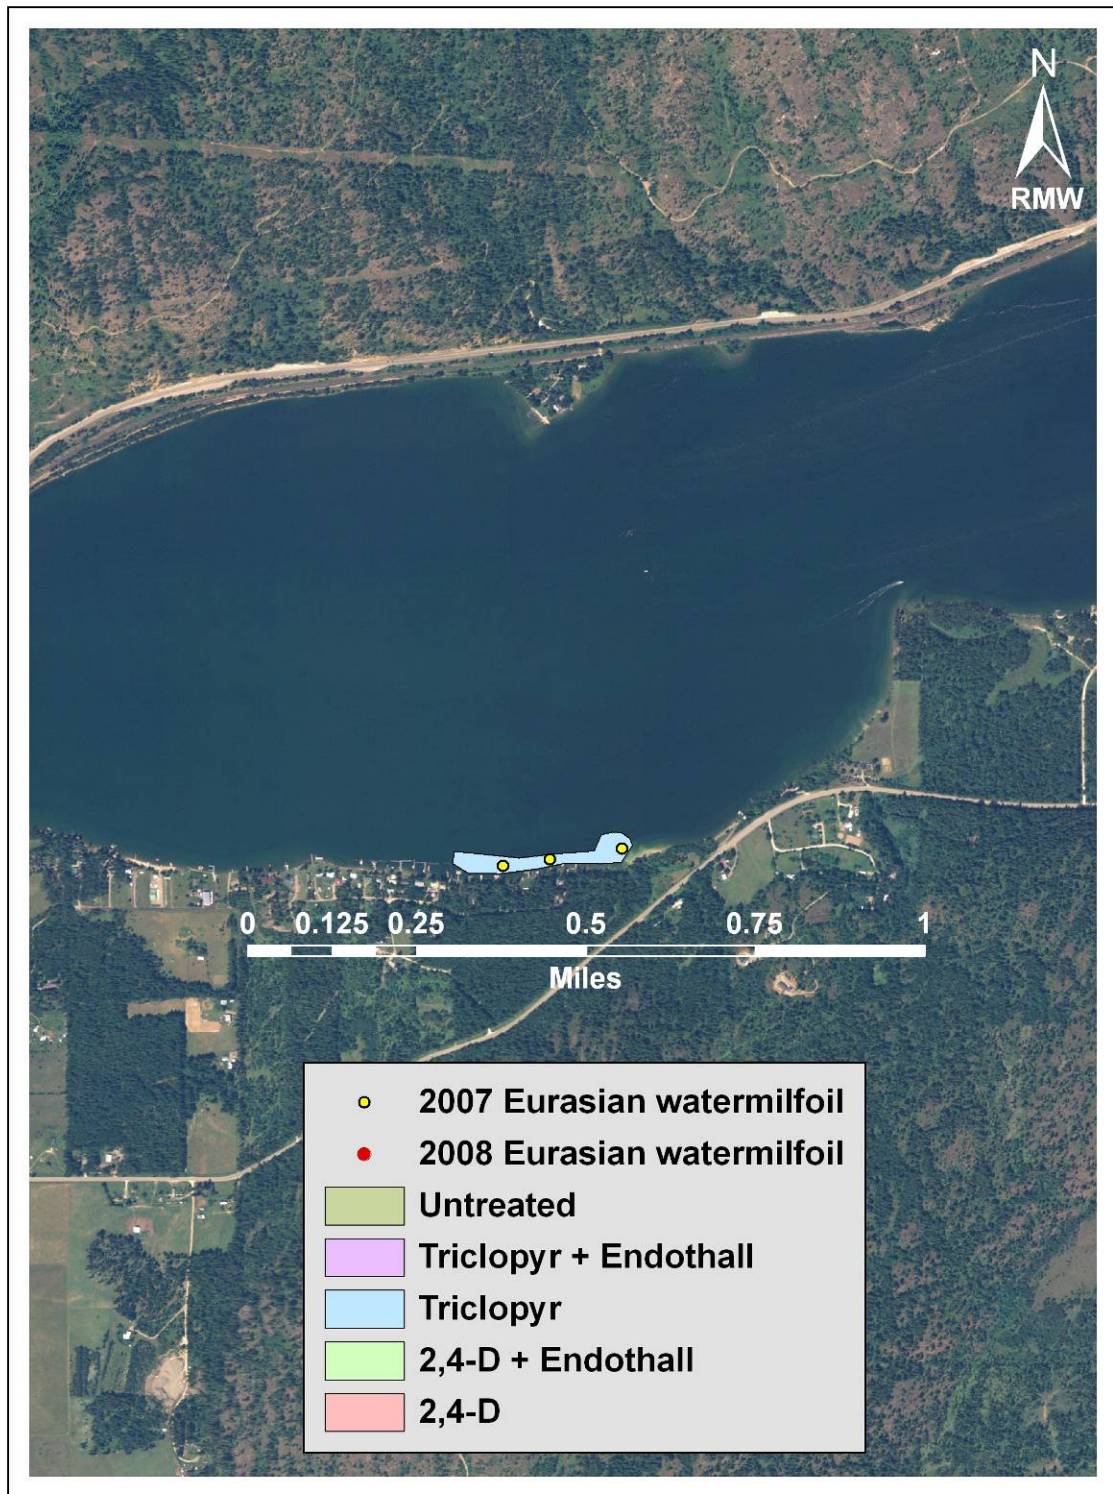 N
RMW
0 0.125 0.25 0.5 0.75 1
Miles
2007 Eurasian watermilfoil
2008 Eurasian watermilfoil
Untreated
Triclopyr + Endothall
Triclopyr
2,4-D + Endothall
2,4-D